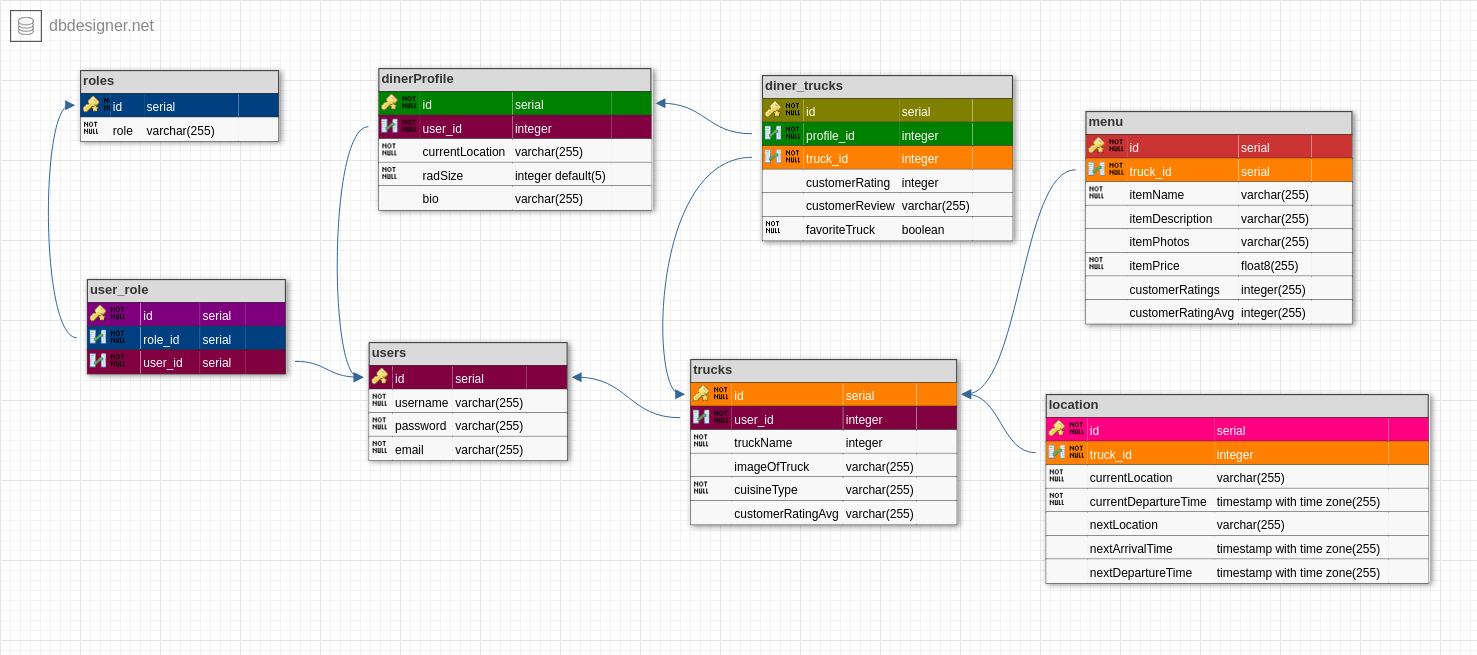 dbdesigner.net
roles
NOT NULL id serial
NOT NULL role varchar(255)
dinerProfile
NOT NULL id serial
NOT NULL user_id integer
NOT NULL currentLocation varchar(255)
NOT NULL radSize integer default(5)
bio varchar(255)
diner_trucks
NOT NULL id serial
NOT NULL profile_id integer
NOT NULL truck_id integer
customerRating integer
customerReview varchar(255)
NOT NULL favoriteTruck boolean
menu
NOT NULL id serial
NOT NULL truck_id serial
NOT NULL itemName varchar(255)
itemDescription varchar(255)
itemPhotos varchar(255)
NOT NULL itemPrice float8(255)
customerRatings integer(255)
customerRatingAvg integer(255)
user_role
NOT NULL id serial
NOT NULL role_id serial
NOT NULL user_id serial
users
id serial
NOT NULL username varchar(255)
NOT NULL password varchar(255)
NOT NULL email varchar(255)
trucks
NOT NULL id serial
NOT NULL user_id integer
NOT NULL truckName integer
imageOfTruck varchar(255)
NOT NULL cuisineType varchar(255)
customerRatingAvg varchar(255)
location
NOT NULL id serial
NOT NULL truck_id integer
NOT NULL currentLocation varchar(255)
NOT NULL currentDepartureTime timestamp with time zone(255)
nextLocation varchar(255)
nextArrivalTime timestamp with time zone(255)
nextDepartureTime timestamp with time zone(255)